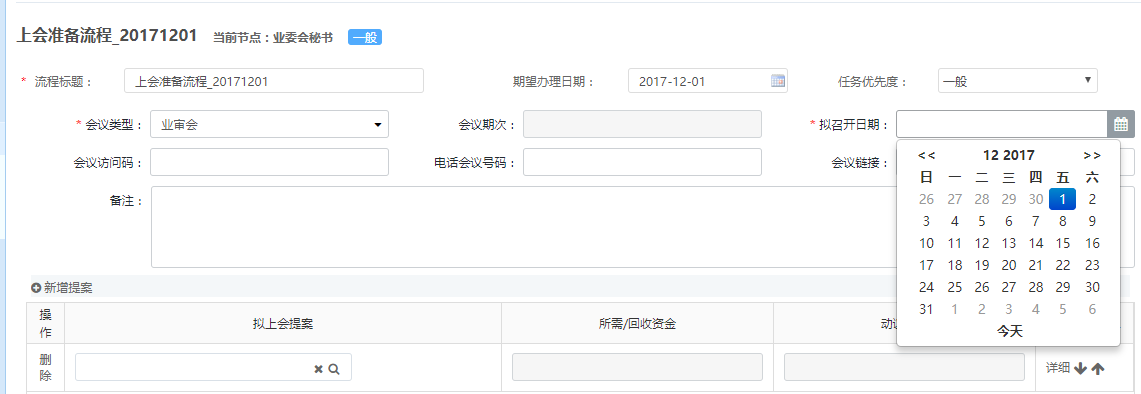 上会准备流程_20171201 当前节点：业委会秘书 一般
* 流程标题： 上会准备流程_20171201 期望办理日期： 2017-12-01 任务优先度： 一般
* 会议类型： 业审会 会议期次： * 拟召开日期：
会议访问码： 电话会议号码： 会议链接：
备注：
<< 12 2017 >>
日 一 二 三 四 五 六
26 27 28 29 30 1 2
3 4 5 6 7 8 9
10 11 12 13 14 15 16
17 18 19 20 21 22 23
24 25 26 27 28 29 30
31 1 2 3 4 5 6
今天
新增提案
操作 拟上会提案 所需/回收资金
删除 详细